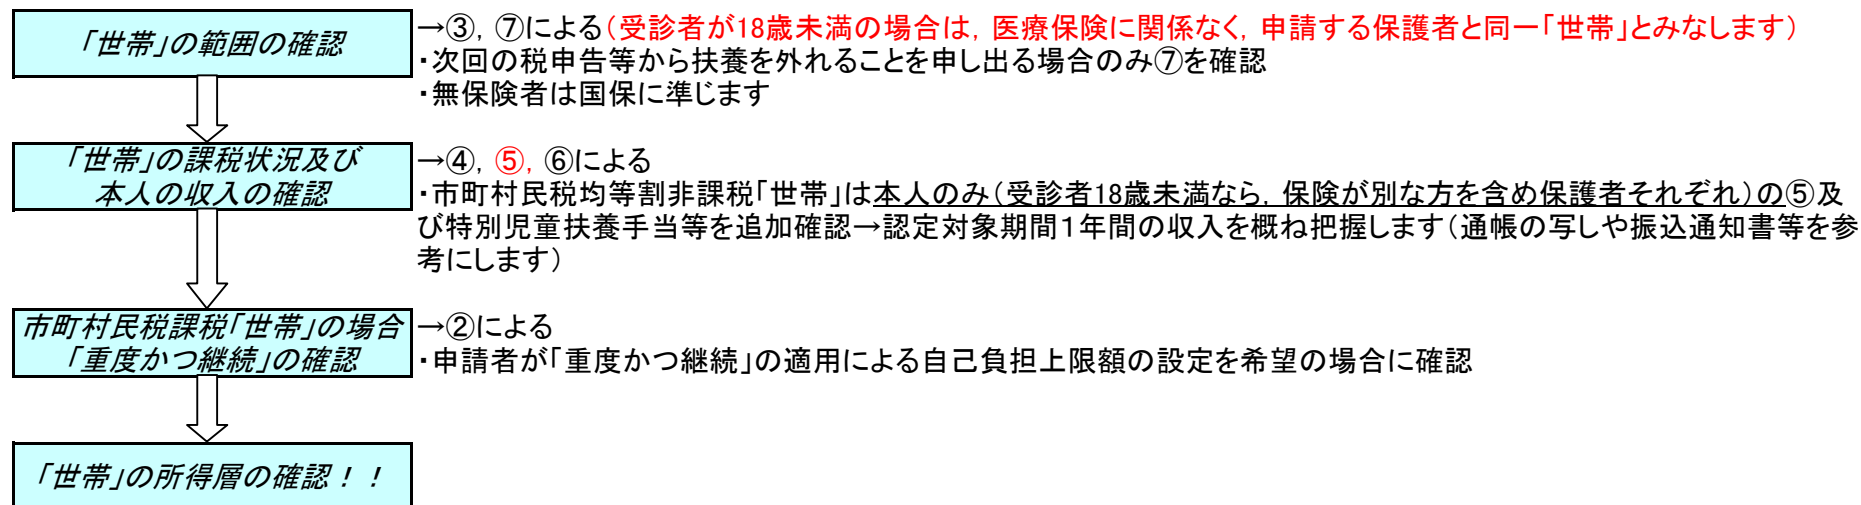 「世帯」の範囲の確認
→③，⑦による（受診者が18歳未満の場合は，医療保険に関係なく，申請する保護者と同一「世帯」とみなします）
・次回の税申告等から扶養を外れることを申し出る場合のみ⑦を確認
・無保険者は国保に準じます
「世帯」の課税状況及び
本人の収入の確認
→④，⑤，⑥による
・市町村民税均等割非課税「世帯」は本人のみ（受診者18歳未満なら，保険が別な方を含め保護者それぞれ）の⑤及
び特別児童扶養手当等を追加確認→認定対象期間１年間の収入を概ね把握します（通帳の写しや振込通知書等を参
考にします）
市町村民税課税「世帯」の場合
「重度かつ継続」の確認
→②による
・申請者が「重度かつ継続」の適用による自己負担上限額の設定を希望の場合に確認
「世帯」の所得層の確認！！